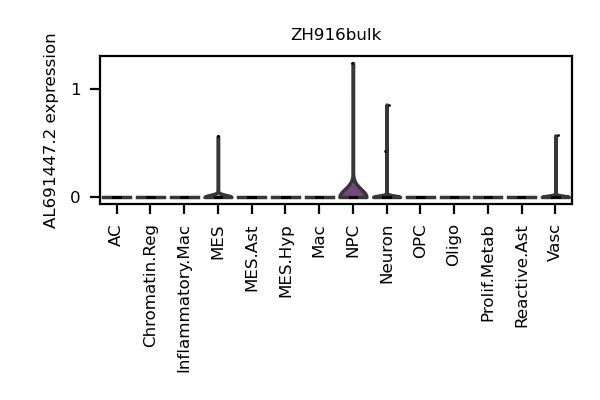 ZH916bulk
AL691447.2 expression
1
0
AC
Chromatin.Reg
Inflammatory.Mac
MES
MES.Ast
MES.Hyp
Mac
NPC
Neuron
OPC
Oligo
Prolif.Metab
Reactive.Ast
Vasc